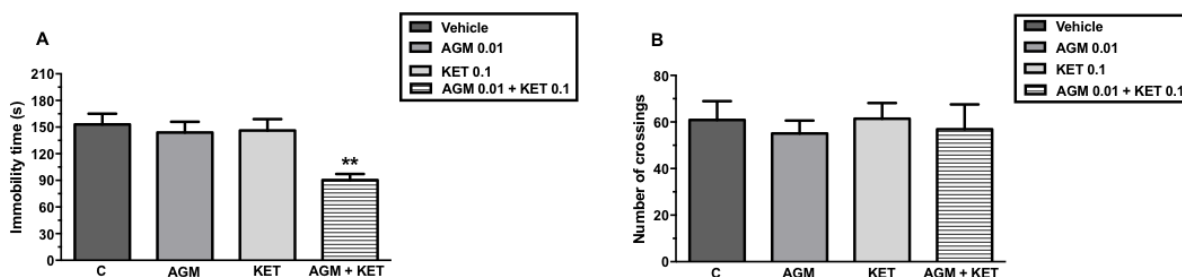 A
Vehicle
AGM 0.01
KET 0.1
AGM 0.01 + KET 0.1
Immobility time (s)
210
180
150
120
90
60
30
0
**
C
AGM
KET
AGM + KET
B
Vehicle
AGM 0.01
KET 0.1
AGM 0.01 + KET 0.1
Number of crossings
80
60
40
20
0
C
AGM
KET
AGM + KET